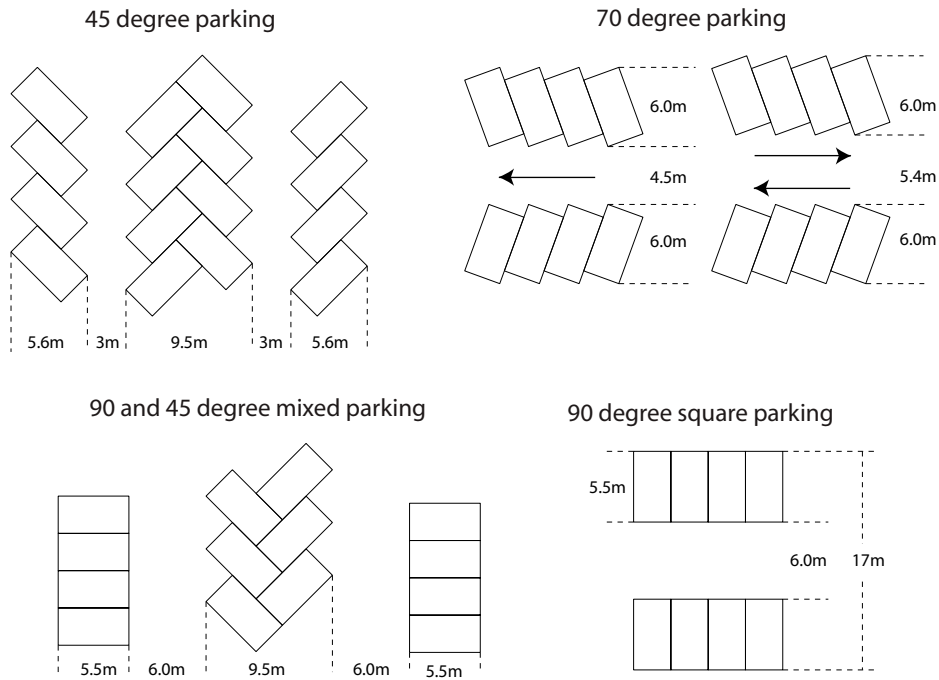 45 degree parking
5.6m
3m
9.5m
3m
5.6m
70 degree parking
6.0m
4.5m
6.0m
6.0m
5.4m
6.0m
90 and 45 degree mixed parking
5.5m
6.0m
9.5m
6.0m
5.5m
90 degree square parking
5.5m
6.0m
17m